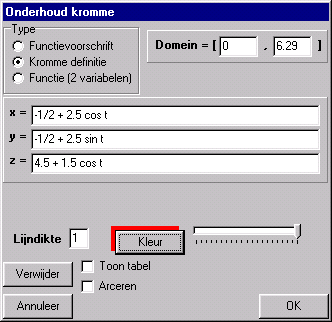 Onderhoud kromme
Type
Functievoorschrift
Kromme definitie
Functie (2 variabelen)
Domein = [ 0 , 6.29 ]
x = -1/2 + 2.5 cos t
y = -1/2 + 2.5 sin t
z = 4.5 + 1.5 cos t
Lijndikte 1 Kleur
Verwijder Toon tabel
Arceren
Annuleer OK